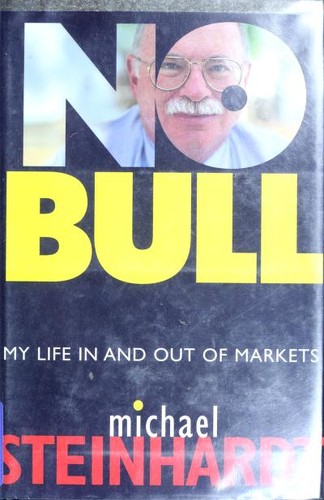 NO
BULL
MY LIFE IN AND OUT OF MARKETS
michael
STEINHARDT